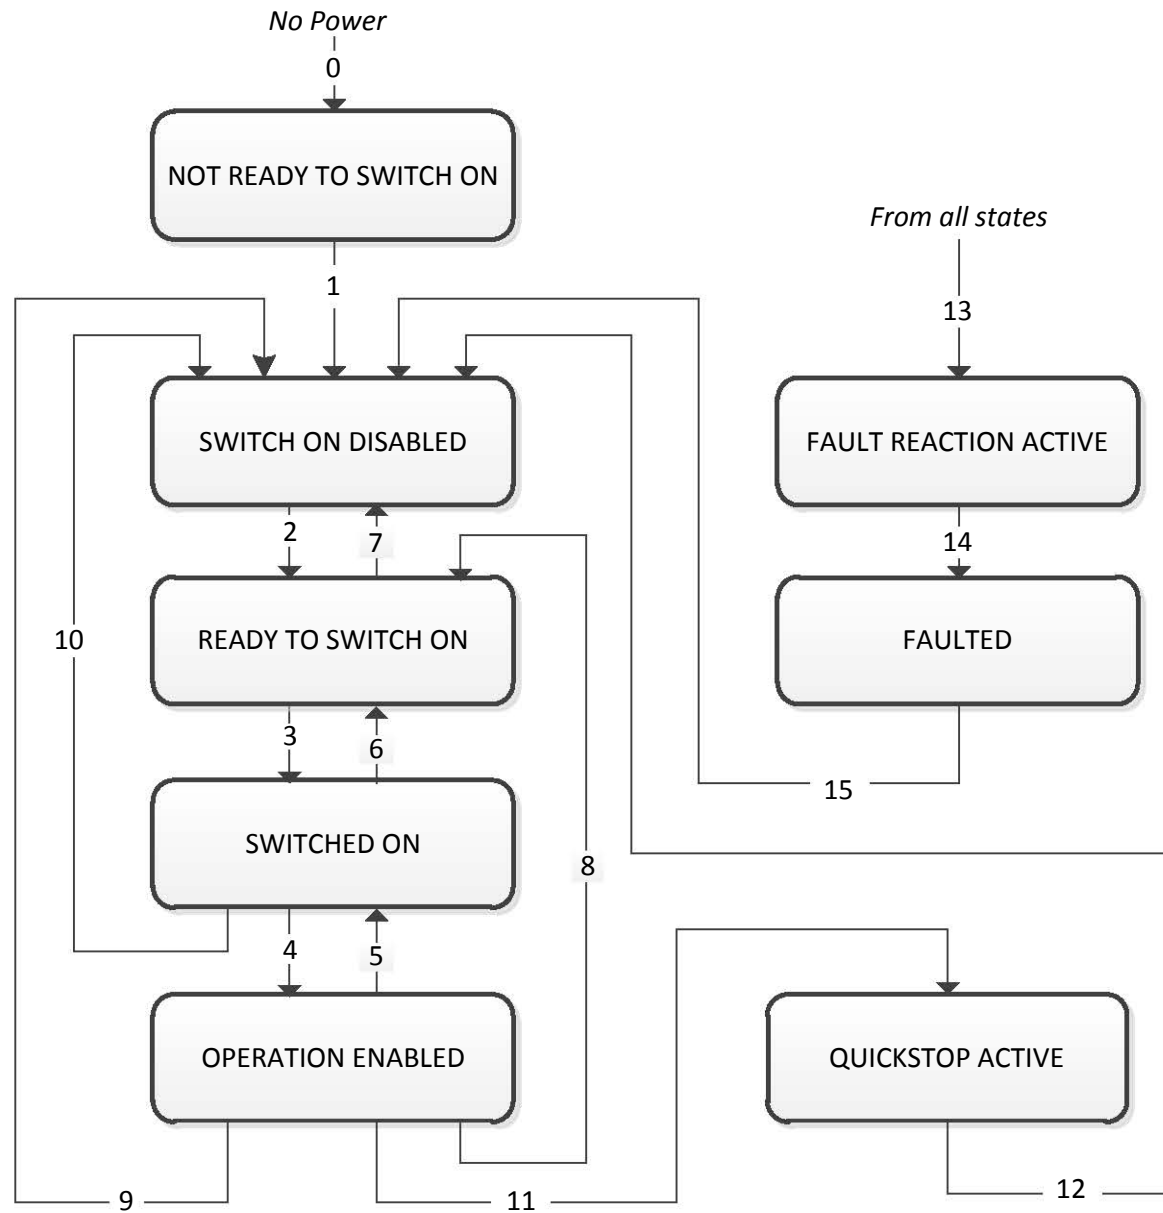 No Power
0
NOT READY TO SWITCH ON
From all states
1
13
SWITCH ON DISABLED
FAULT REACTION ACTIVE
2
7
14
10
READY TO SWITCH ON
FAULTED
3
6
15
SWITCHED ON
8
4
5
OPERATION ENABLED
QUICKSTOP ACTIVE
9
11
12